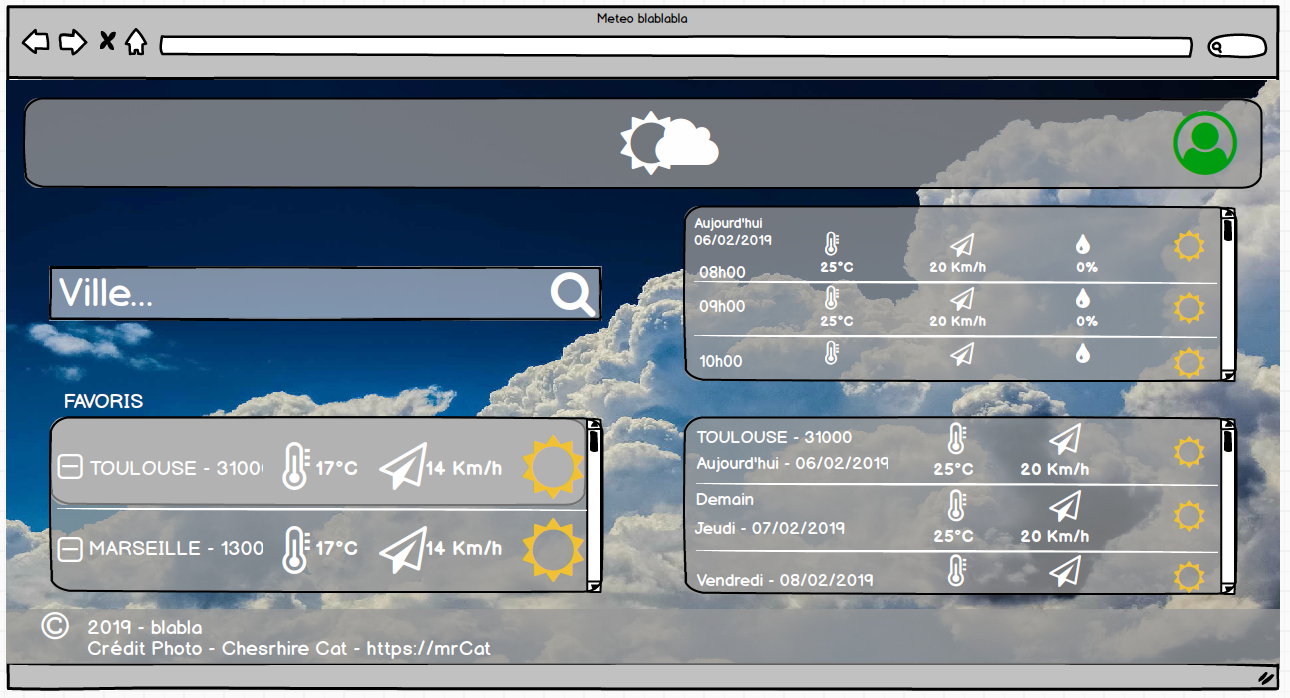 Meteo blablabla
Ville...
Aujourd'hui
06/02/2019
08h00 25°C 20 Km/h 0%
09h00 25°C 20 Km/h 0%
10h00
FAVORIS
TOULOUSE - 3100 17°C 14 Km/h
MARSEILLE - 1300 17°C 14 Km/h
TOULOUSE - 31000
Aujourd'hui - 06/02/2019 25°C 20 Km/h
Demain
Jeudi - 07/02/2019 25°C 20 Km/h
Vendredi - 08/02/2019
© 2019 - blabla
Crédit Photo - Chesrhire Cat - https://mrCat